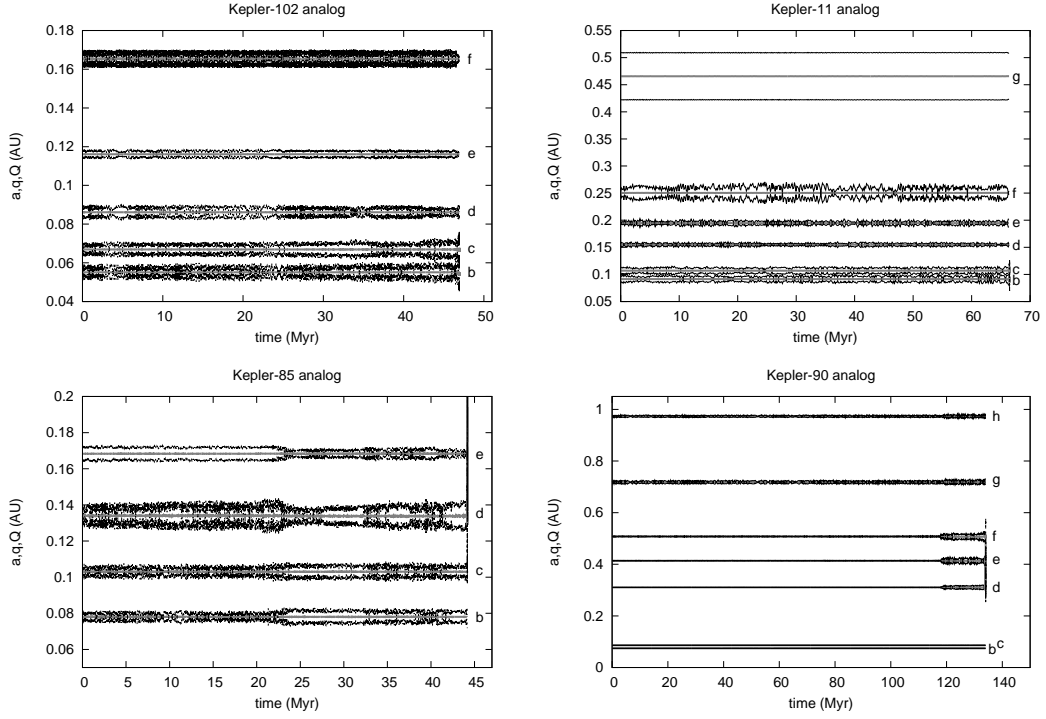 Kepler-102 analog
0.18
0.16
0.14
0.12
0.1
0.08
0.06
0.04
a,q,Q (AU)
f
e
d
c
b
0 10 20 30 40 50
time (Myr)
Kepler-11 analog
0.55
0.5
0.45
0.4
0.35
0.3
0.25
0.2
0.15
0.1
0.05
a,q,Q (AU)
g
f
e
d
c
b
0 10 20 30 40 50 60 70
time (Myr)
Kepler-85 analog
0.2
0.18
0.16
0.14
0.12
0.1
0.08
0.06
a,q,Q (AU)
e
d
c
b
0 5 10 15 20 25 30 35 40 45
time (Myr)
Kepler-90 analog
1
0.8
0.6
0.4
0.2
0
a,q,Q (AU)
h
g
f
e
d
b c
0 20 40 60 80 100 120 140
time (Myr)